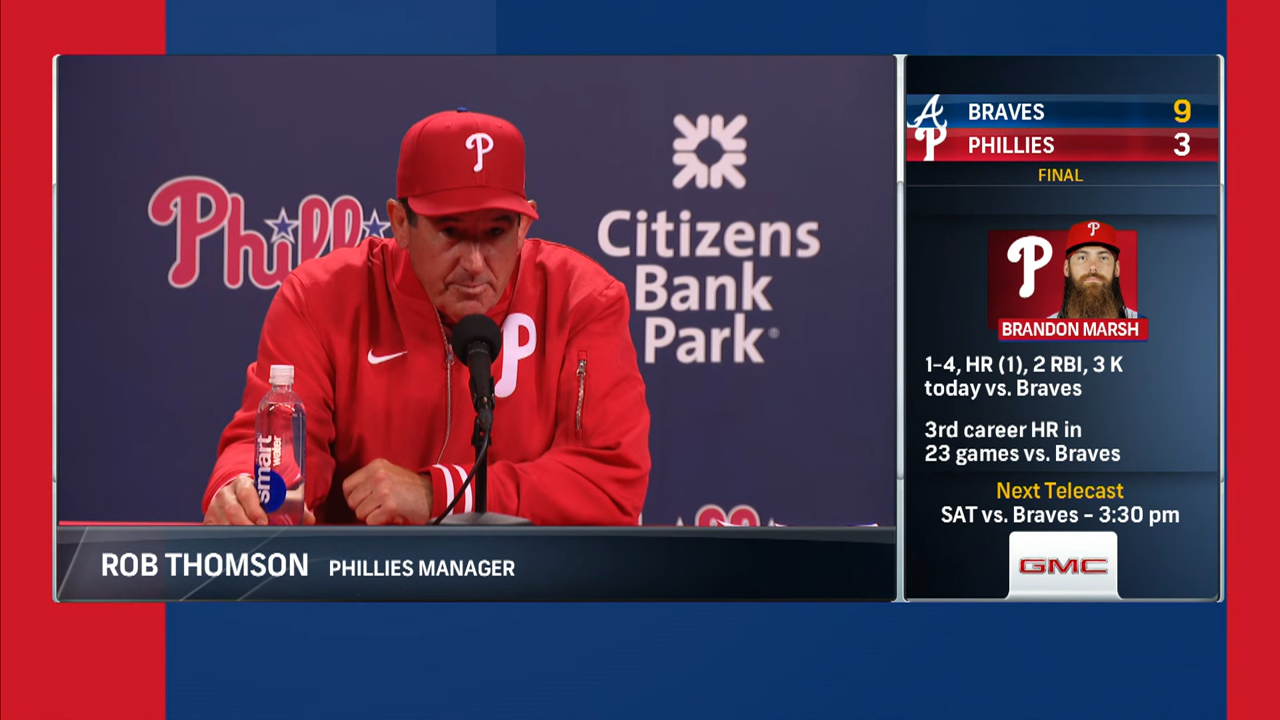 Philli
Citizens
Bank
Park
P
P
smart
water
ROB THOMSON PHILLIES MANAGER
A BRAVES 9
P PHILLIES 3
FINAL
P
P
BRANDON MARSH
1-4, HR (1), 2 RBI, 3 K
today vs. Braves
3rd career HR in
23 games vs. Braves
Next Telecast
SAT vs. Braves - 3:30 pm
GMC